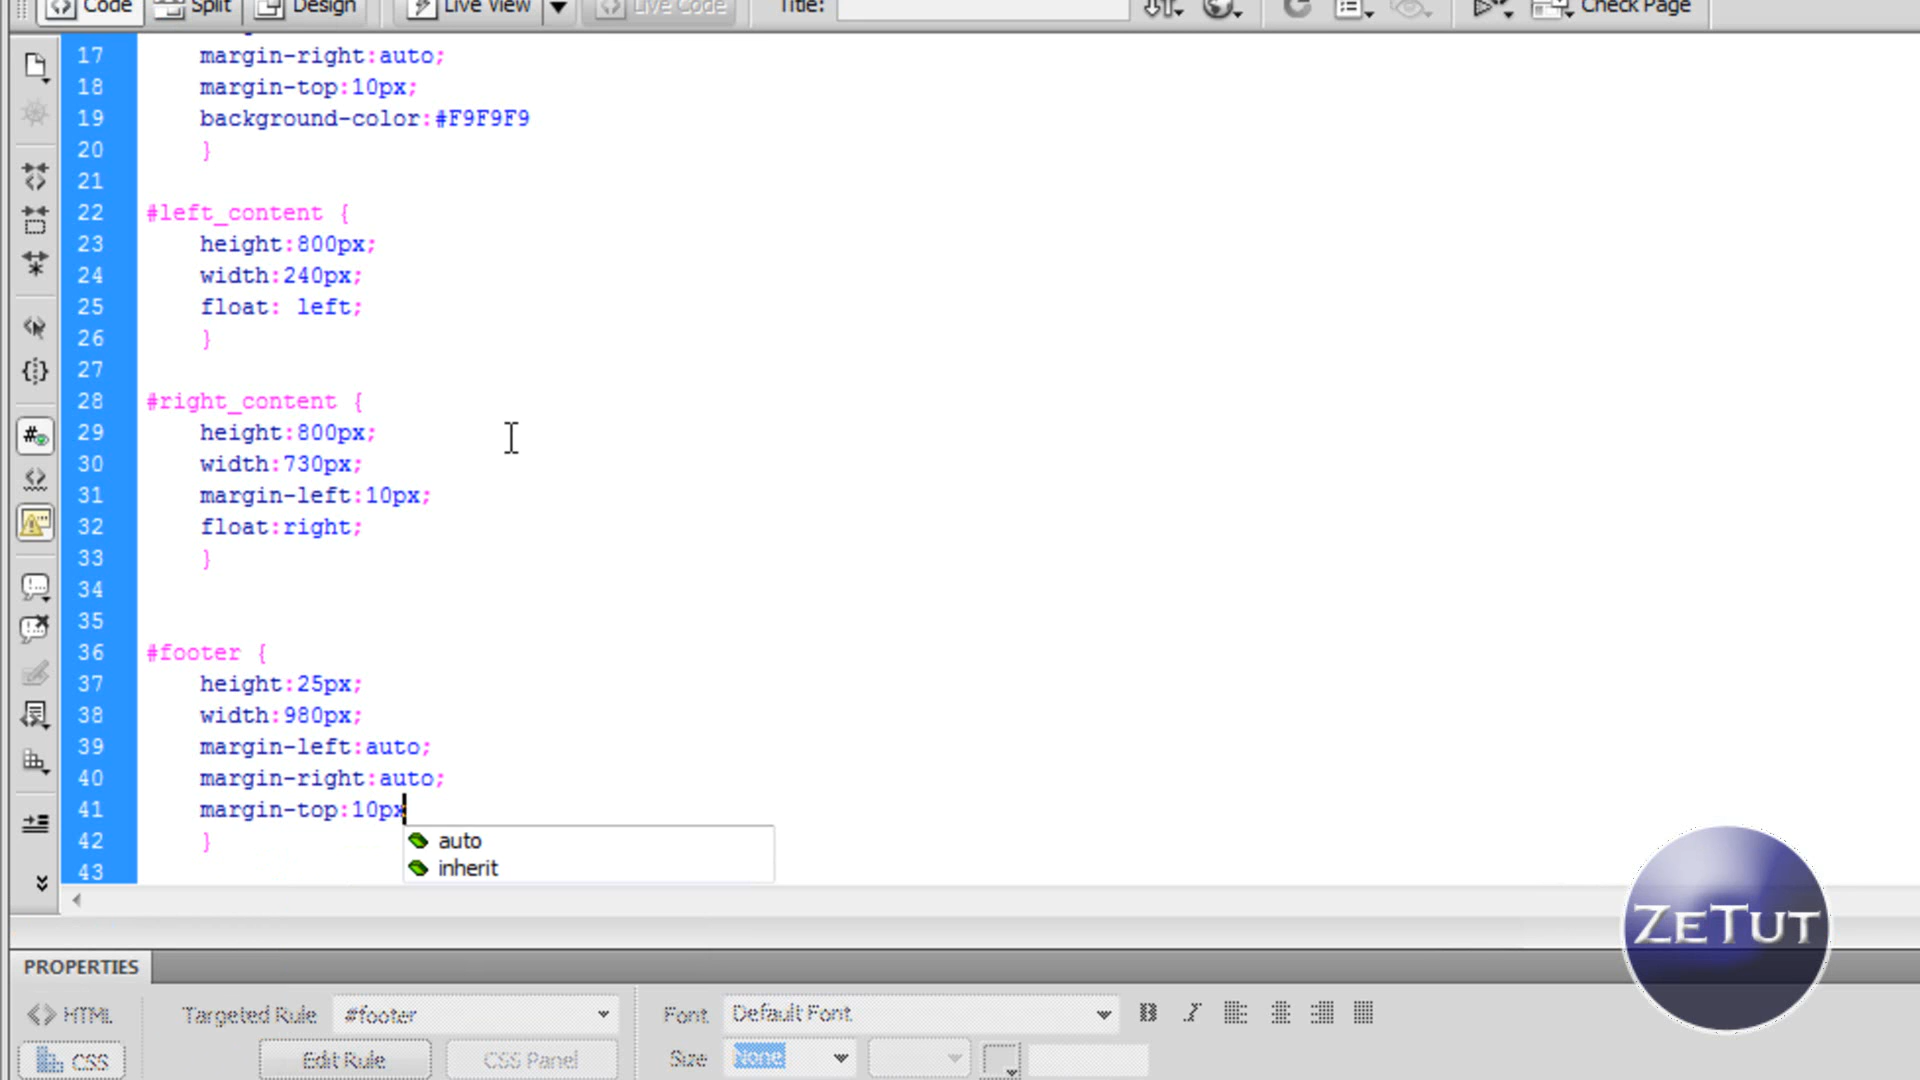 Code Split Design Live View Live Code Title: Check Page
17 margin-right:auto;
18 margin-top:10px;
19 background-color:#F9F9F9
20 }
21
22 #left_content {
23 height:800px;
24 width:240px;
25 float: left;
26 }
27
28 #right_content {
29 height:800px;
30 width:730px;
31 margin-left:10px;
32 float:right;
33 }
34
35
36 #footer {
37 height:25px;
38 width:980px;
39 margin-left:auto;
40 margin-right:auto;
41 margin-top:10px
42 }
auto
43
inherit
ZETUT
PROPERTIES
<> HTML Targeted Rule #footer Font Default Font B I
CSS Edit Rule CSS Panel Size None